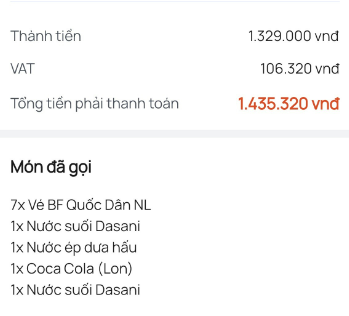 Thành tiền 1.329.000 vnđ
VAT 106.320 vnđ
Tổng tiền phải thanh toán 1.435.320 vnđ
Món đã gọi
7x Vé BF Quốc Dân NL
1x Nước suối Dasani
1x Nước ép dưa hấu
1x Coca Cola (Lon)
1x Nước suối Dasani